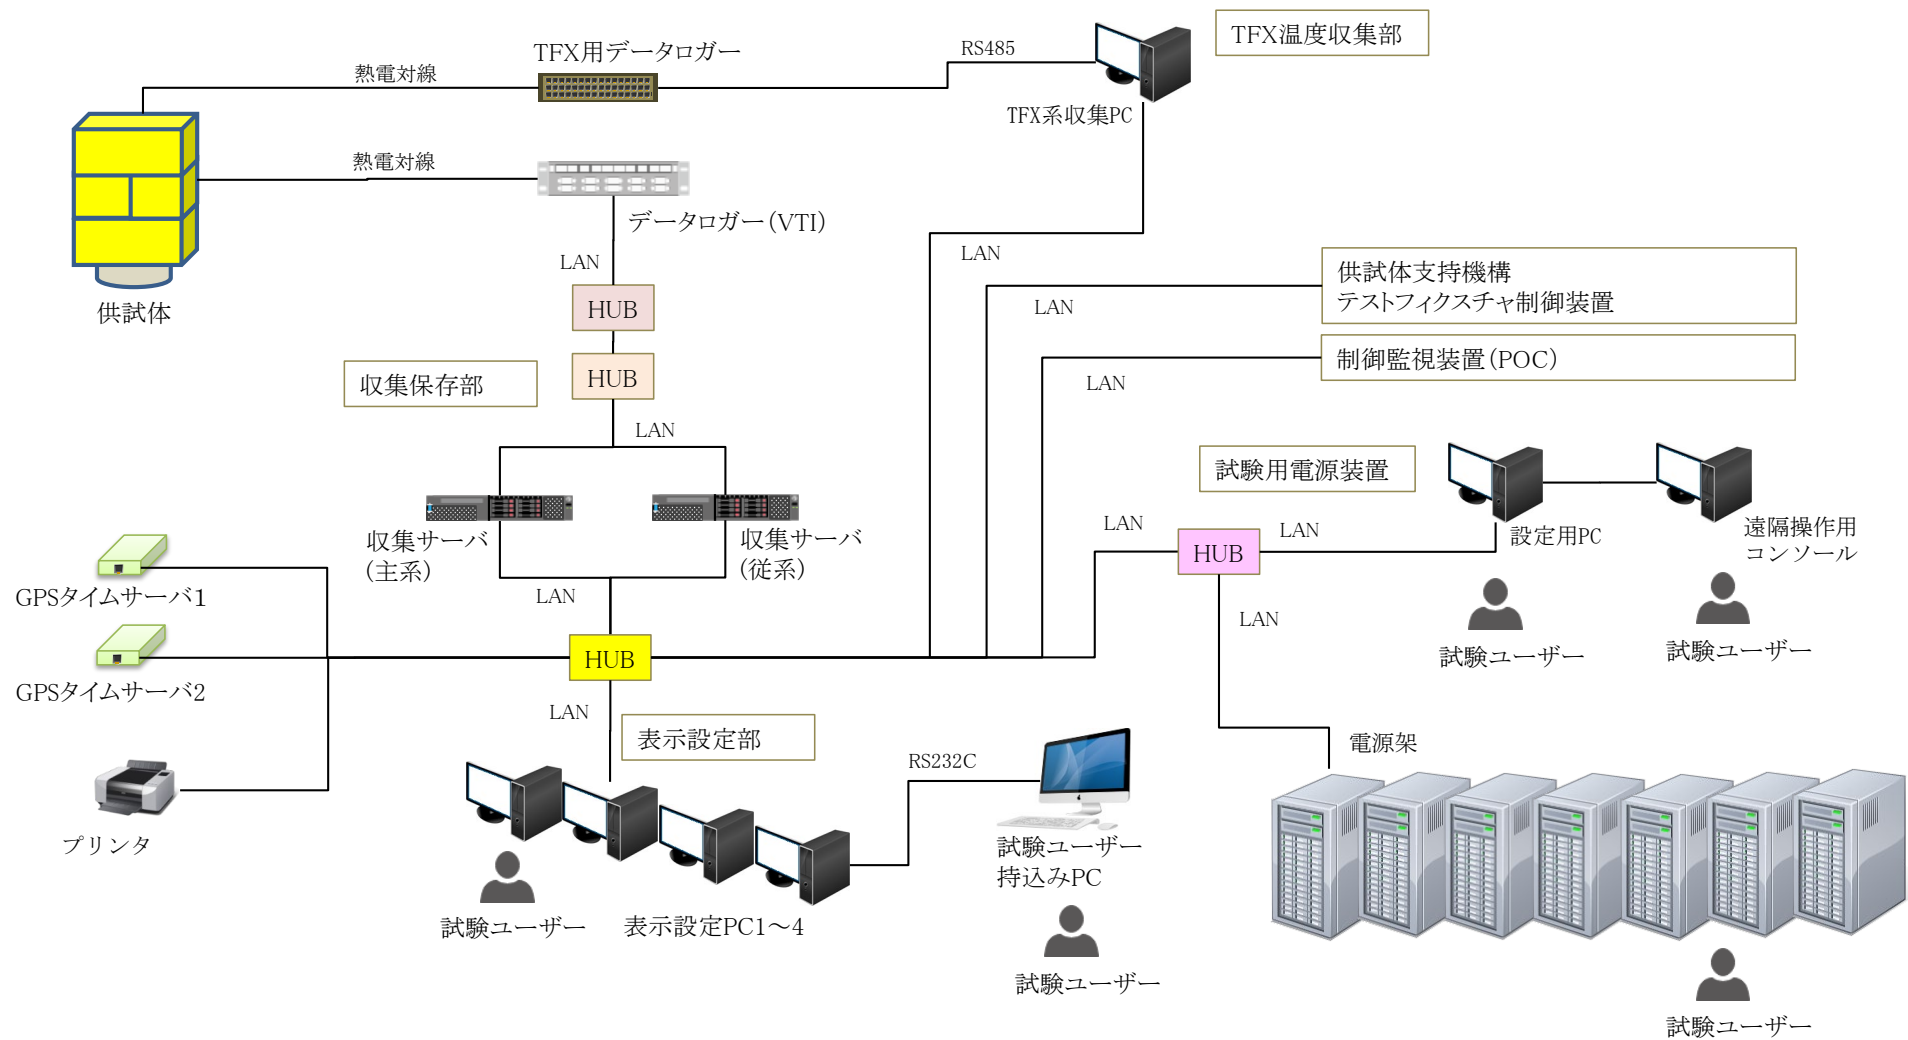 TFX用データロガー
RS485
TFX温度収集部
熱電対線
TFX系収集PC
熱電対線
データロガー(VTI)
LAN
LAN
供試体
HUB
LAN
供試体支持機構
テストフィクスチャ制御装置
収集保存部
HUB
制御監視装置(POC)
LAN
LAN
試験用電源装置
収集サーバ
(主系)
収集サーバ
(従系)
LAN
HUB
LAN
設定用PC
遠隔操作用
コンソール
GPSタイムサーバ1
LAN
LAN
HUB
試験ユーザー
試験ユーザー
GPSタイムサーバ2
LAN
表示設定部
RS232C
電源架
プリンタ
試験ユーザー
持込みPC
試験ユーザー
表示設定PC1～4
試験ユーザー
試験ユーザー